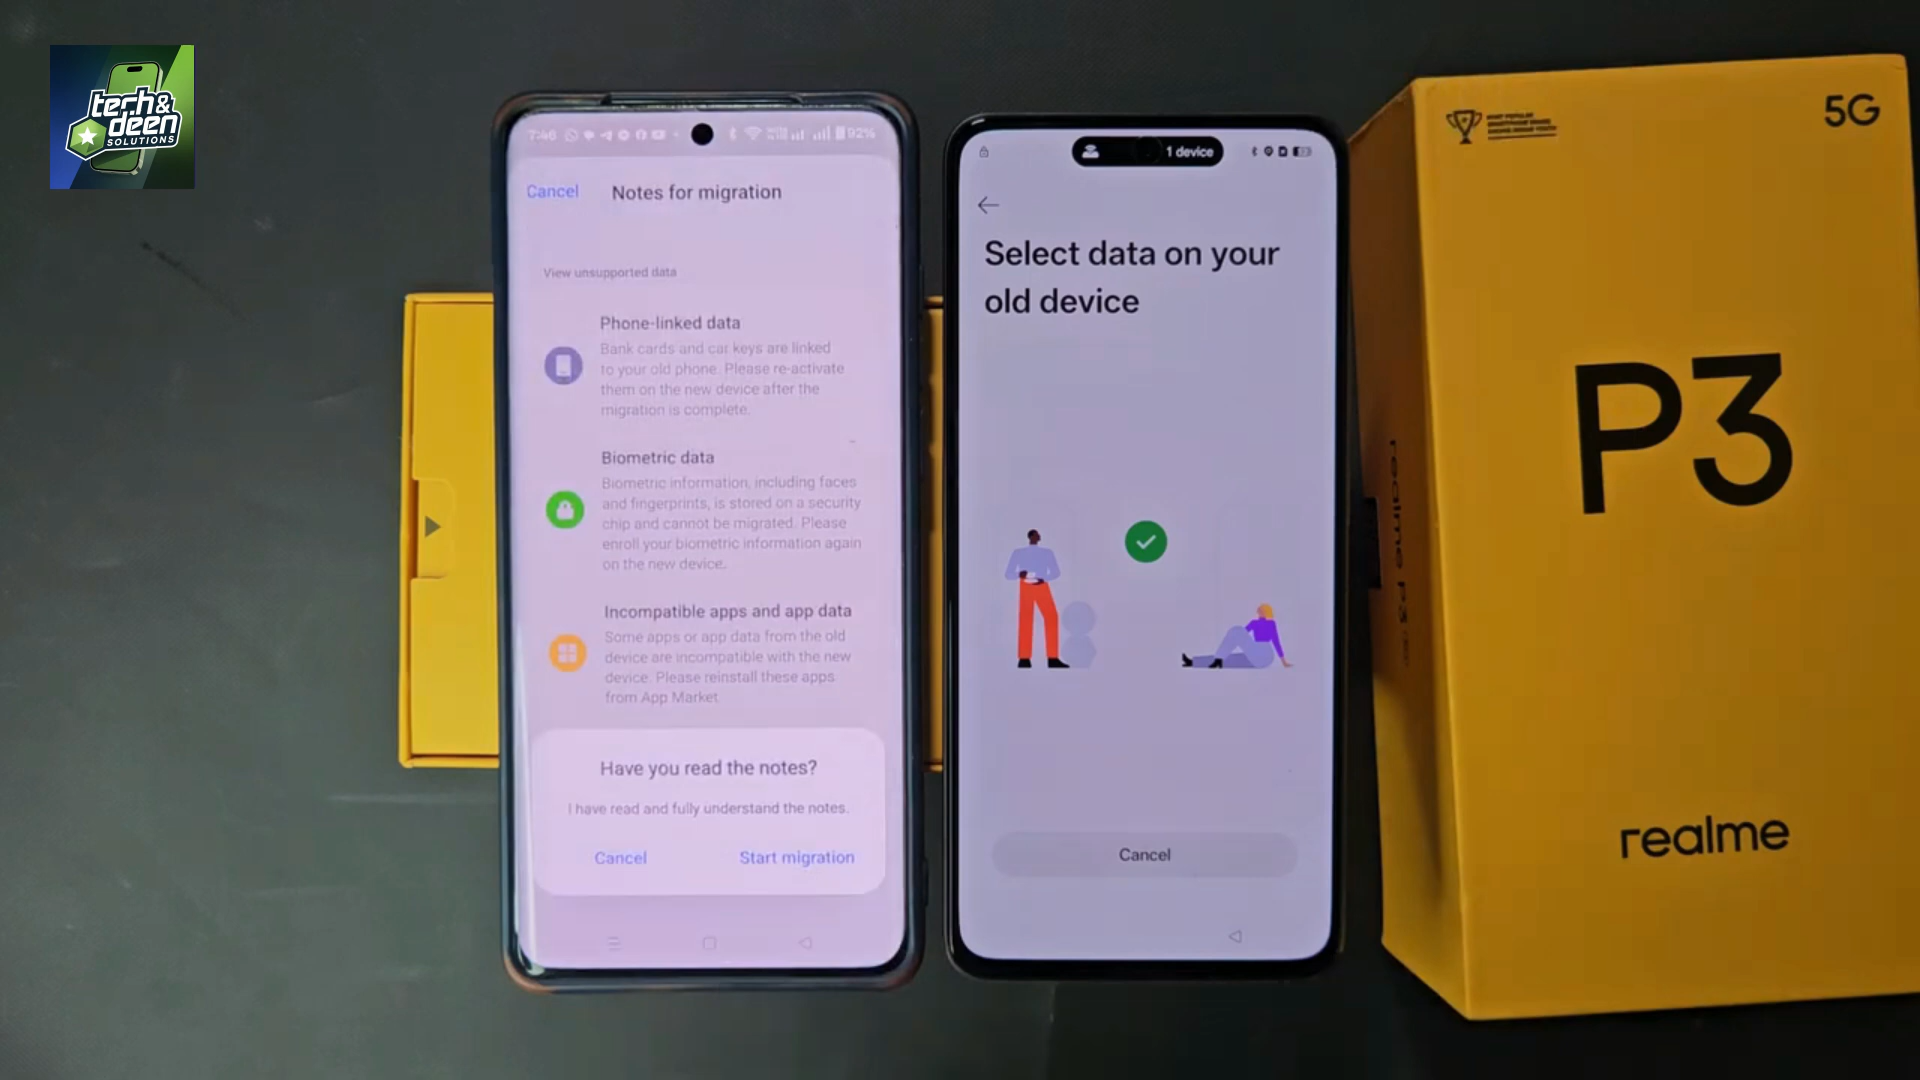 tech&
deen
SOLUTIONS
7:46
92%
Cancel
Notes for migration
View unsupported data
Phone-linked data
Bank cards and car keys are linked
to your old phone. Please re-activate
them on the new device after the
migration is complete.
Biometric data
Biometric information, including faces
and fingerprints, is stored on a security
chip and cannot be migrated. Please
enroll your biometric information again
on the new device.
Incompatible apps and app data
Some apps or app data from the old
device are incompatible with the new
device. Please reinstall these apps
from App Market
Have you read the notes?
I have read and fully understand the notes.
Cancel
Start migration
1 device
Select data on your
old device
Cancel
5G
P3
realme
realme P3